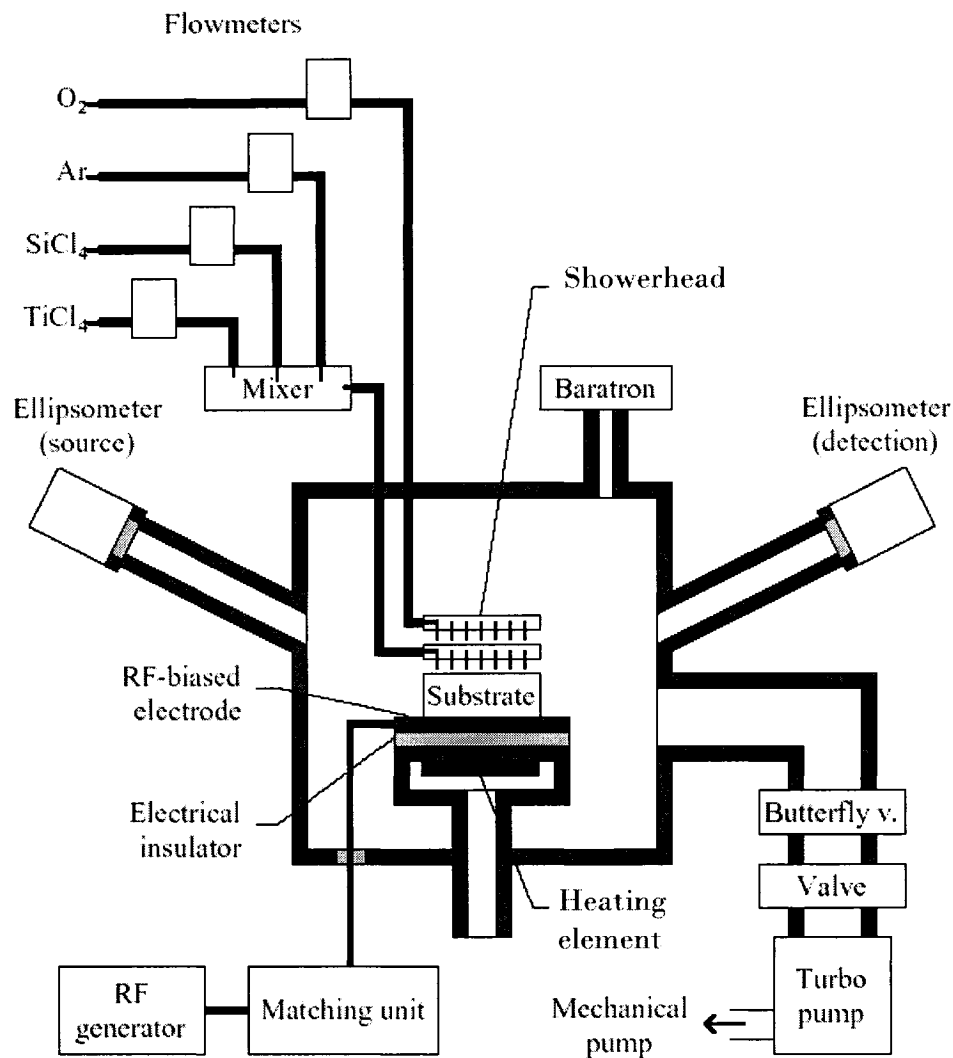 Flowmeters
O₂
Ar
SiCl₄
TiCl₄
Showerhead
Mixer
Baratron
Ellipsometer
(source)
Ellipsometer
(detection)
RF-biased
electrode
Substrate
Electrical
insulator
Butterfly v.
Valve
Heating
element
RF
generator
Matching unit
Mechanical
pump
Turbo
pump